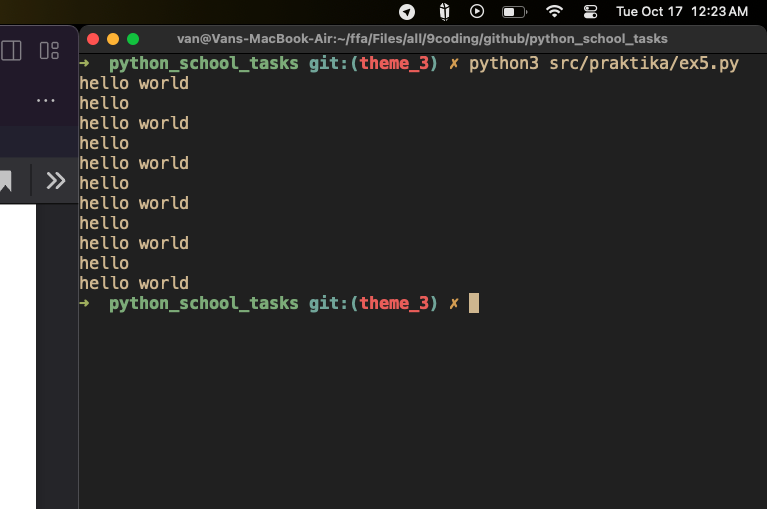 Tue Oct 17 12:23 AM
van@Vans-MacBook-Air:~/ffa/Files/all/9coding/github/python_school_tasks
→ python_school_tasks git:(theme_3) ✗ python3 src/praktika/ex5.py
hello world
hello
hello world
hello
hello world
hello
hello world
hello
hello world
hello
hello world
→ python_school_tasks git:(theme_3) ✗